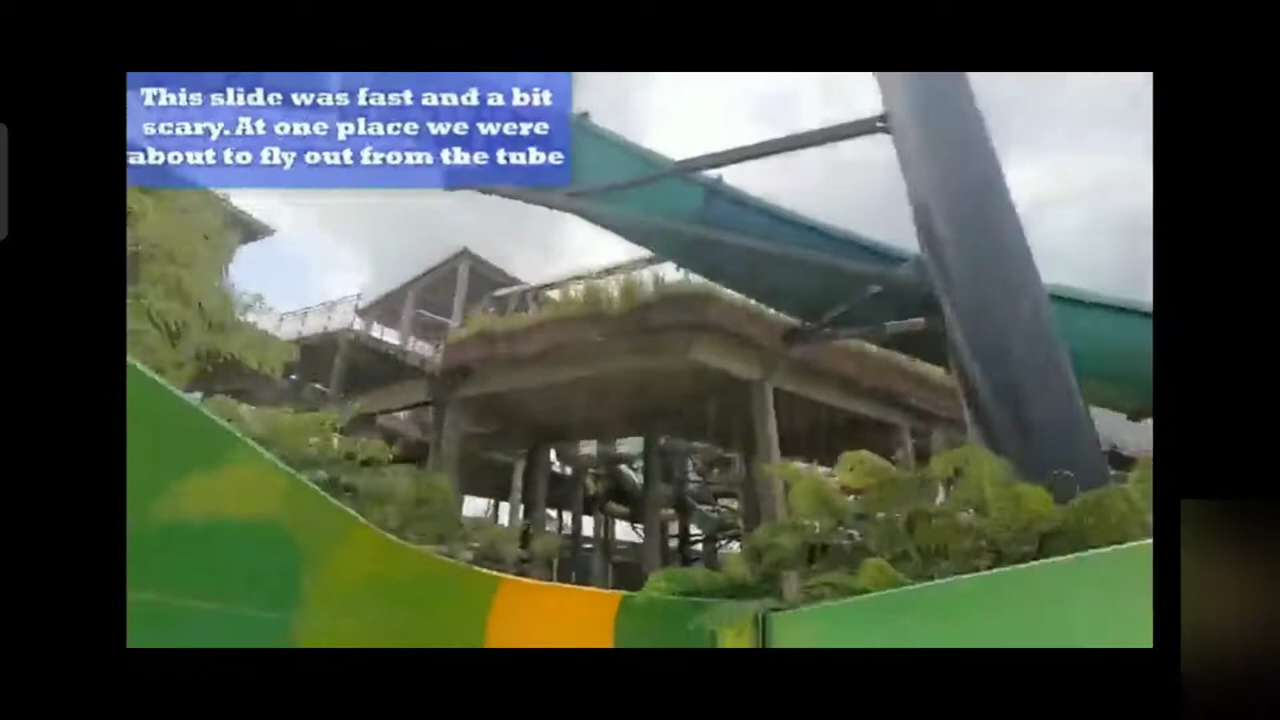 This slide was fast and a bit
scary. At one place we were
about to fly out from the tube